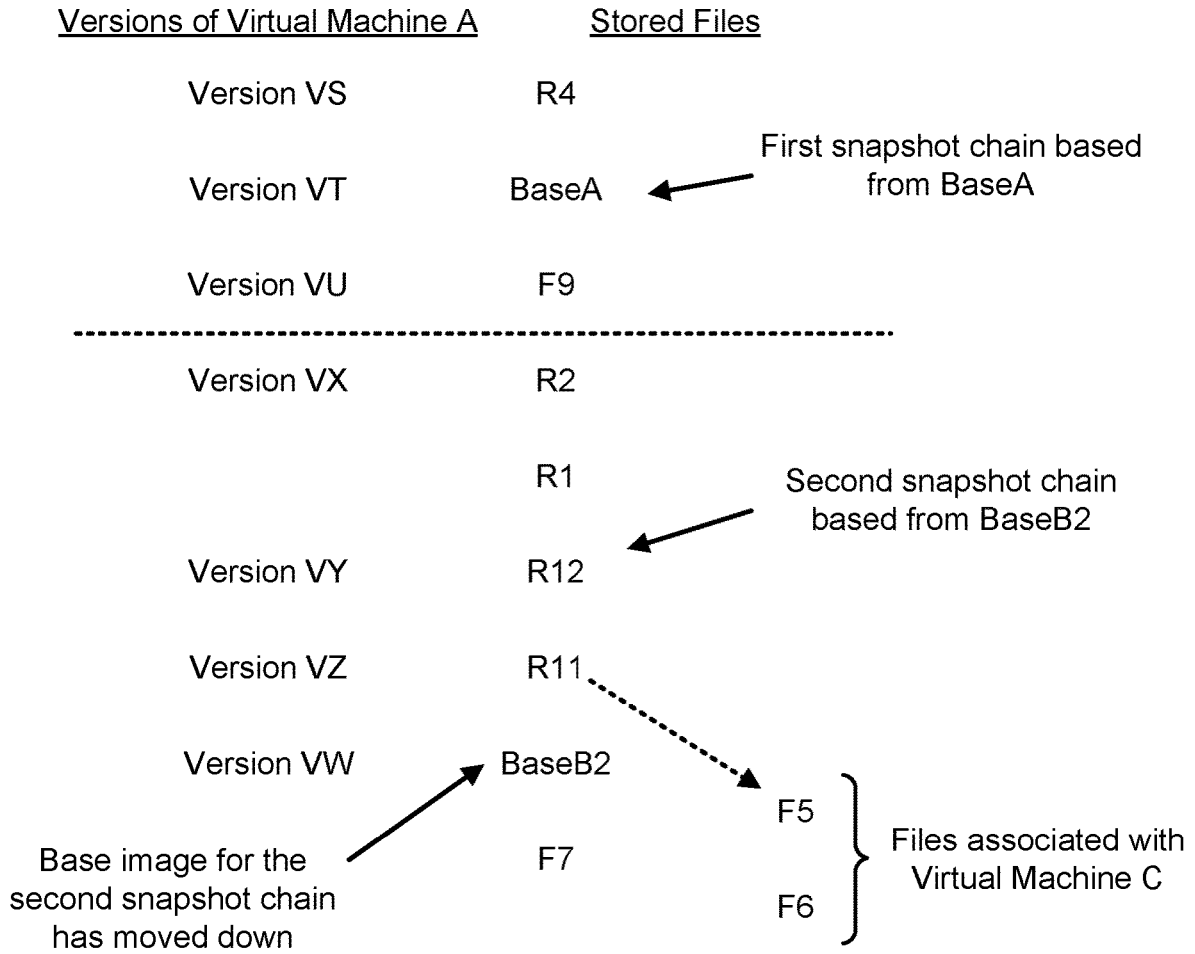 Versions of Virtual Machine A
Stored Files
Version VS
R4
First snapshot chain based
from BaseA
Version VT
BaseA
Version VU
F9
Version VX
R2
R1
Second snapshot chain
based from BaseB2
Version VY
R12
Version VZ
R11
Version VW
BaseB2
F5
Files associated with
Virtual Machine C
F7
F6
Base image for the
second snapshot chain
has moved down